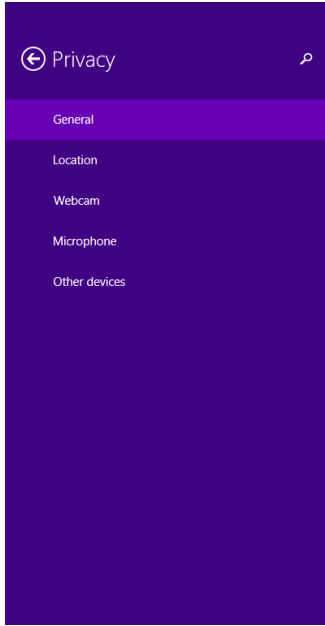 Privacy
General
Location
Webcam
Microphone
Other devices